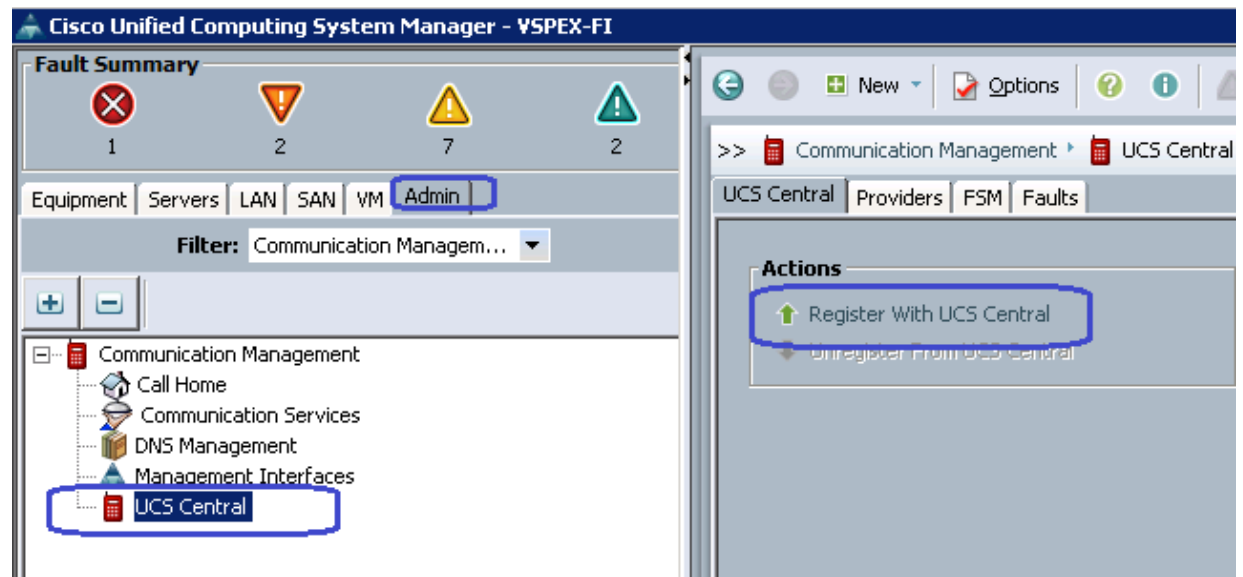 Cisco Unified Computing System Manager - VSPEX-FI
Fault Summary
1 2 7 2
Equipment Servers LAN SAN VM Admin
Filter: Communication Managem...
Communication Management
Call Home
Communication Services
DNS Management
Management Interfaces
UCS Central
New Options
>> Communication Management UCS Central
UCS Central Providers FSM Faults
Actions
Register With UCS Central
Unregister From UCS Central